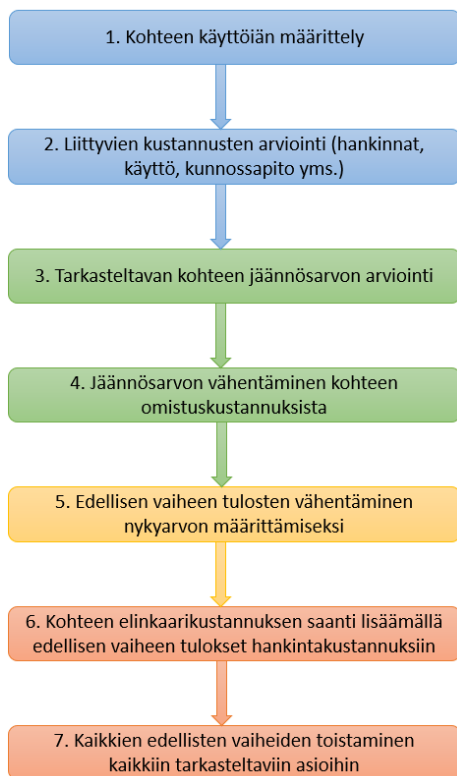 1. Kohteen käyttöiän määrittely
2. Liittyvien kustannusten arviointi (hankinnat,
käyttö, kunnossapito yms.)
3. Tarkasteltavan kohteen jäännösarvon arviointi
4. Jäännösarvon vähentäminen kohteen
omistuskustannuksista
5. Edellisen vaiheen tulosten vähentäminen
nykyarvon määrittämiseksi
6. Kohteen elinkaarikustannuksen saanti lisäämällä
edellisen vaiheen tulokset hankintakustannuksiin
7. Kaikkien edellisten vaiheiden toistaminen
kaikkiin tarkasteltaviin asioihin